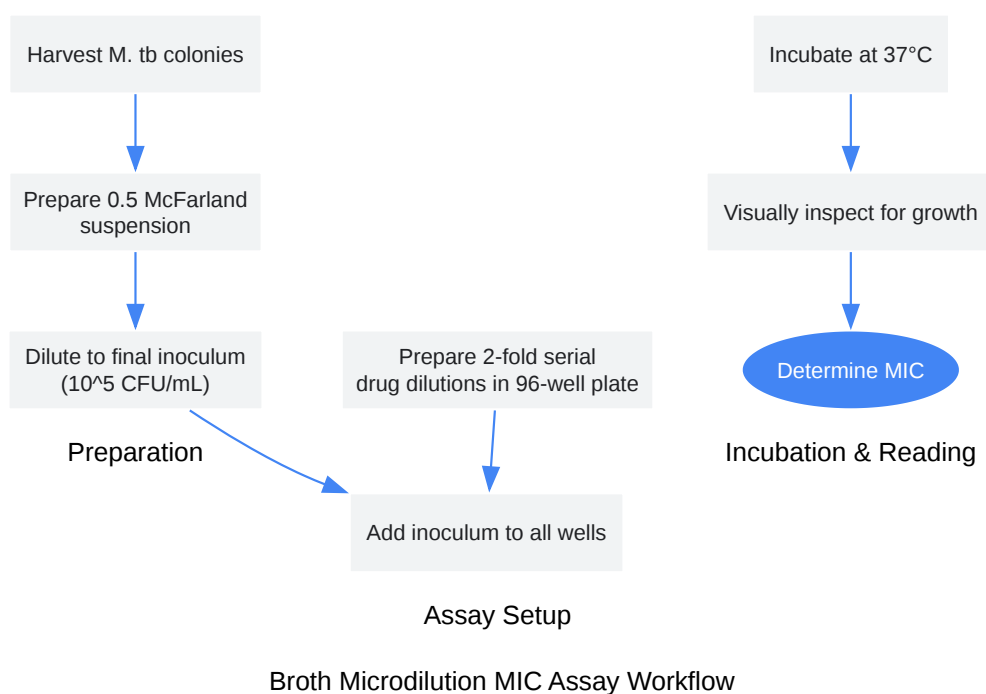 Harvest M. tb colonies
Prepare 0.5 McFarland
suspension
Dilute to final inoculum
(10^5 CFU/mL)
Preparation
Prepare 2-fold serial
drug dilutions in 96-well plate
Add inoculum to all wells
Assay Setup
Incubate at 37°C
Visually inspect for growth
Determine MIC
Incubation & Reading
Broth Microdilution MIC Assay Workflow